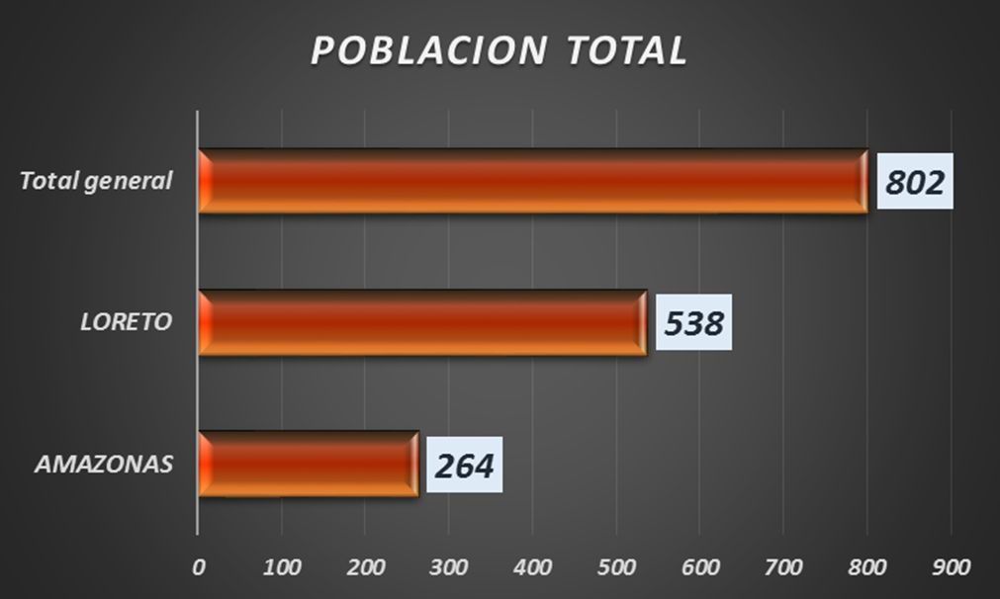 POBLACION TOTAL
Total general
802
LORETO
538
AMAZONAS
264
0 100 200 300 400 500 600 700 800 900